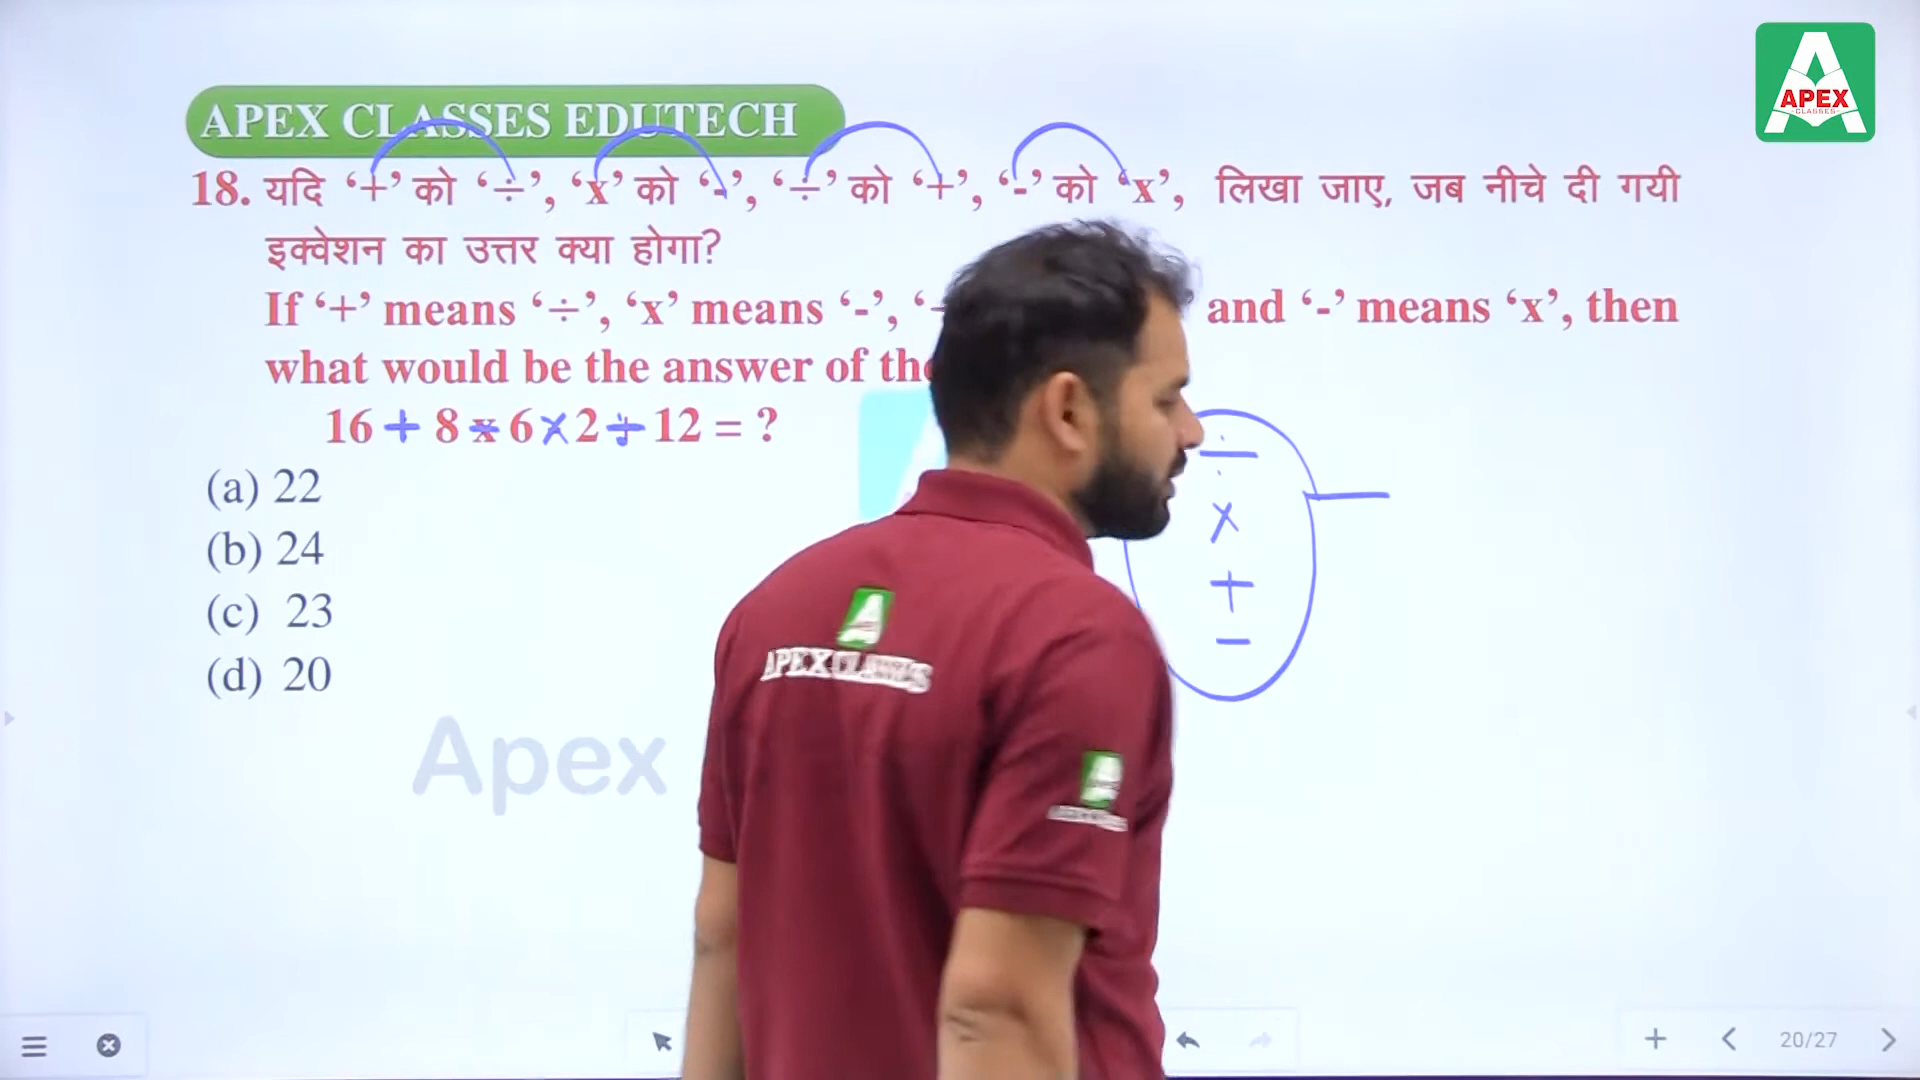 APEX CLASSES EDUTECH
18. यदि ‘+’ को ‘÷’, ‘x’ को ‘-’, ‘÷’ को ‘+’, ‘-’ को ‘x’, लिखा जाए, जब नीचे दी गयी
इक्वेशन का उत्तर क्या होगा?
If ‘+’ means ‘÷’, ‘x’ means ‘-’, ‘ and ‘-’ means ‘x’, then
what would be the answer of
16 + 8 - 6 × 2 ÷ 12 = ?
(a) 22
(b) 24
(c) 23
(d) 20
÷
×
+
-
Apex
APEX CLASSES
APEX
CLASSES
20/27